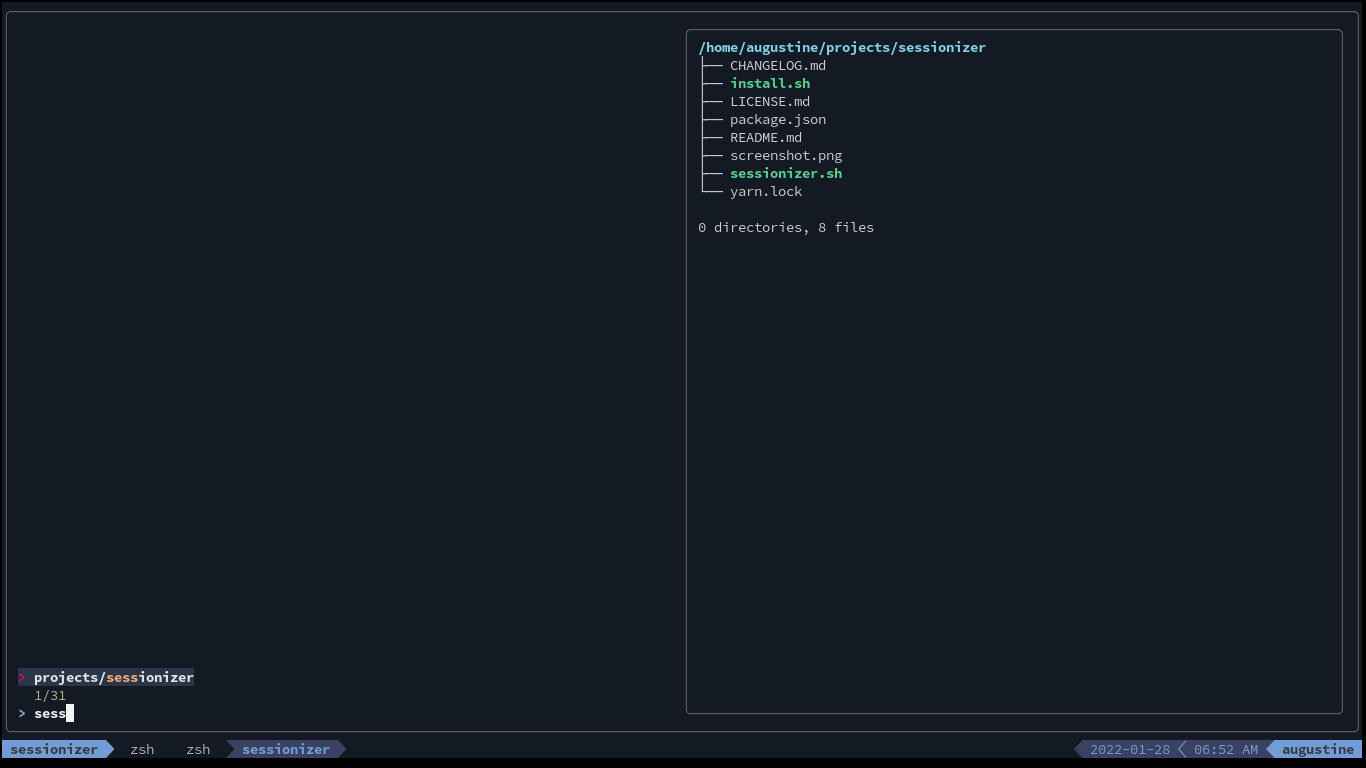 /home/augustine/projects/sessionizer
├── CHANGELOG.md
├── install.sh
├── LICENSE.md
├── package.json
├── README.md
├── screenshot.png
├── sessionizer.sh
└── yarn.lock
0 directories, 8 files
> projects/sessionizer
1/31
> sess
sessionizer zsh zsh sessionizer 2022-01-28 06:52 AM augustine